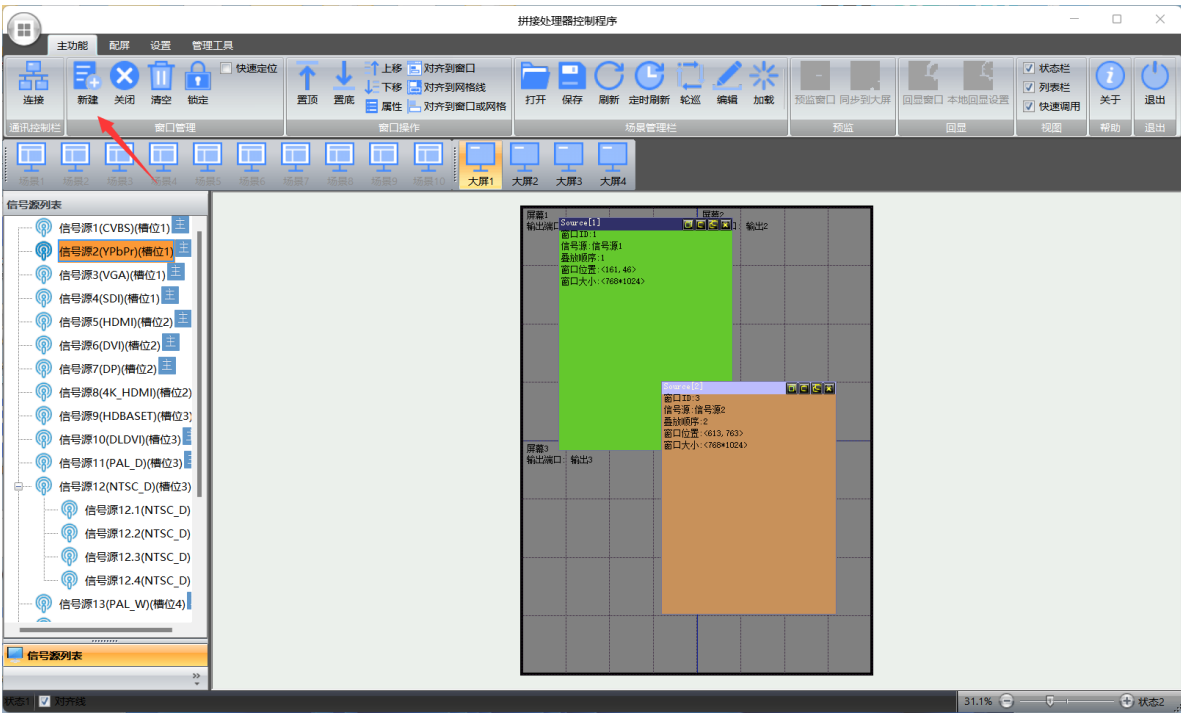 拼接处理器控制程序
主功能 配屏 设置 管理工具
连接 新建 关闭 清空 锁定 快速定位 置顶 置底 上移 对齐到窗口
下移 对齐到网格线
属性 对齐到窗口或网格
打开 保存 刷新 定时刷新 轮巡 编辑 加载 预监窗口 同步到大屏 回显窗口 本地回显设置
状态栏
列表栏
快速调用
关于 退出
通讯控制栏 窗口管理 窗口操作 场景管理栏 预监 回显 视图 帮助 退出
场景1 场景2 场景3 场景4 场景5 场景6 场景7 场景8 场景9 场景10 大屏1 大屏2 大屏3 大屏4
信号源列表
信号源1(CVBS)(槽位1) 主
信号源2(YPbPr)(槽位1) 主
信号源3(VGA)(槽位1) 主
信号源4(SDI)(槽位1) 主
信号源5(HDMI)(槽位2) 主
信号源6(DVI)(槽位2) 主
信号源7(DP)(槽位2) 主
信号源8(4K_HDMI)(槽位2)
信号源9(HDBASET)(槽位3)
信号源10(DLDVI)(槽位3)
信号源11(PAL_D)(槽位3)
信号源12(NTSC_D)(槽位3)
信号源12.1(NTSC_D)
信号源12.2(NTSC_D)
信号源12.3(NTSC_D)
信号源12.4(NTSC_D)
信号源13(PAL_W)(槽位4)
信号源列表
屏幕1 屏幕2
输出端口 输出2
Source[1]
窗口ID:1
信号源:信号源1
叠放顺序:1
窗口位置:<161,46>
窗口大小:<768*1024>
Source[2]
窗口ID:3
信号源:信号源2
叠放顺序:2
窗口位置:<613,763>
窗口大小:<768*1024>
屏幕3
输出端口: 输出3
状态1 对齐线 31.1% 状态2